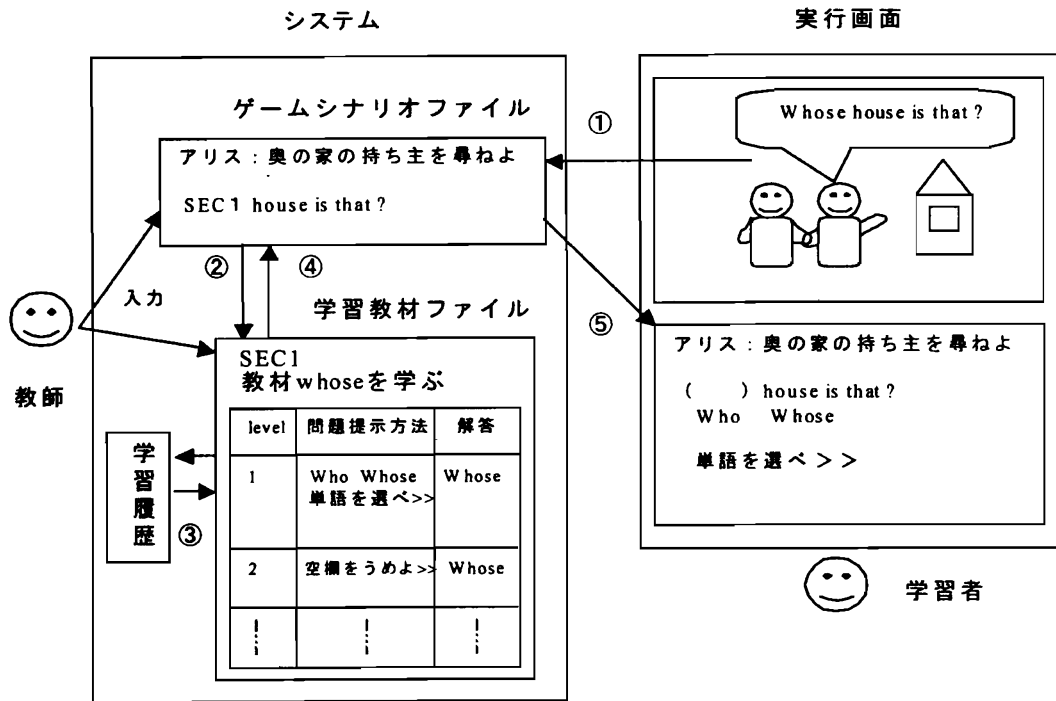 システム
実行画面
ゲームシナリオファイル
①
Whose house is that ?
アリス：奥の家の持ち主を尋ねよ
SEC1 house is that ?
②
④
入力
学習教材ファイル
⑤
教師
SEC1
教材whoseを学ぶ
level 問題提示方法 解答
1 Who Whose Whose
単語を選べ>>
2 空欄をうめよ>> Whose
学習履歴
③
アリス：奥の家の持ち主を尋ねよ
( ) house is that ?
Who Whose
単語を選べ＞＞
学習者